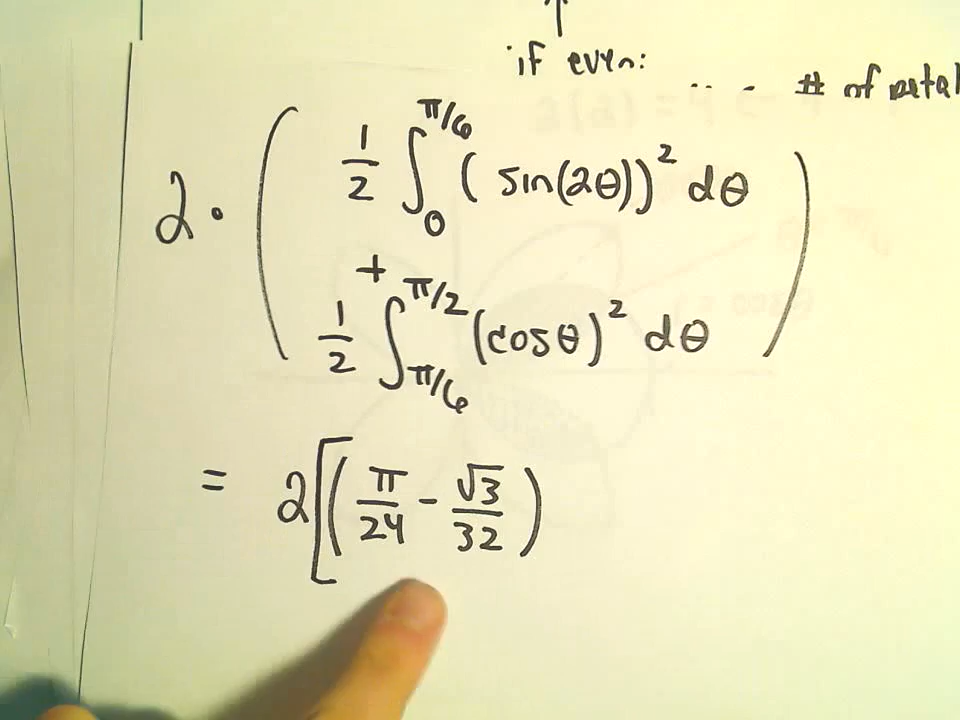 if even:
# of petal
2 · ( 1/2 ∫_0^{π/6} (sin(2θ))² dθ
+
1/2 ∫_{π/6}^{π/2} (cosθ)² dθ )
= 2[(π/24 - √3/32)